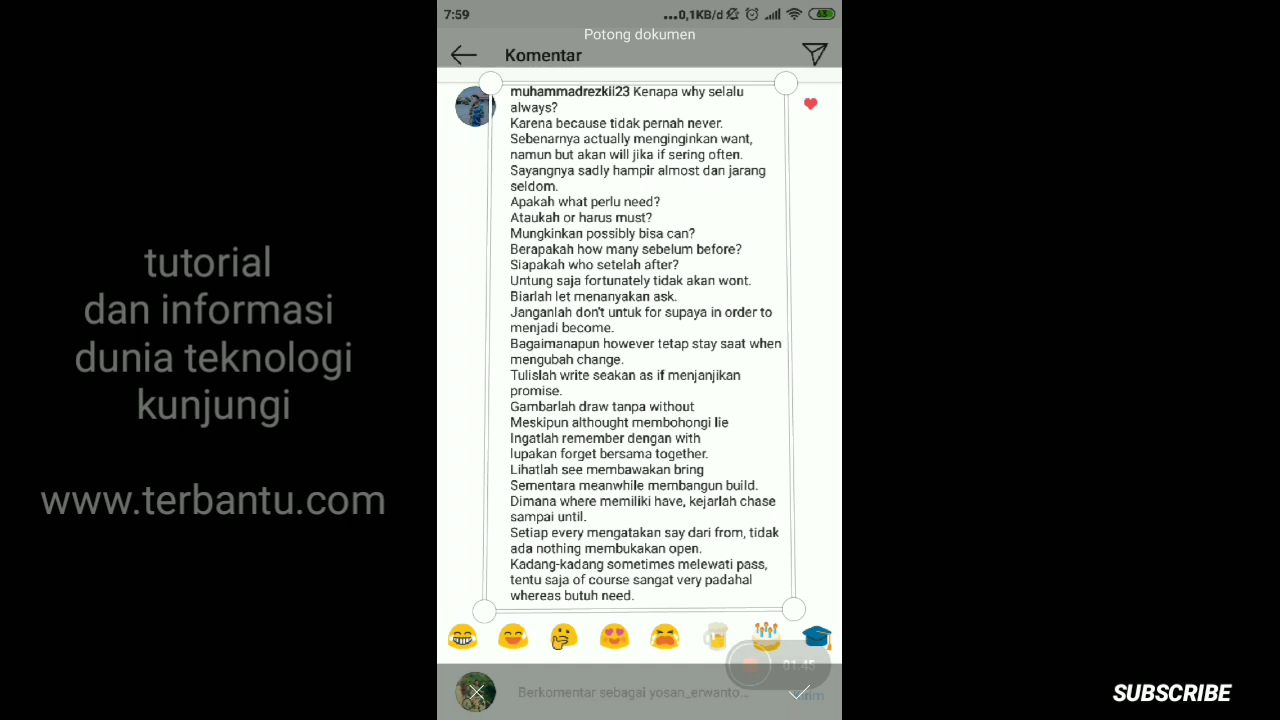 7:59
...0,1KB/d
63
Potong dokumen
Komentar
muhammadrezkii23 Kenapa why selalu
always?
Karena because tidak pernah never.
Sebenarnya actually menginginkan want,
namun but akan will jika if sering often.
Sayangnya sadly hampir almost dan jarang
seldom.
Apakah what perlu need?
Ataukah or harus must?
Mungkinkan possibly bisa can?
Berapakah how many sebelum before?
Siapakah who setelah after?
Untung saja fortunately tidak akan wont.
Biarlah let menanyakan ask.
Janganlah don't untuk for supaya in order to
menjadi become.
Bagaimanapun however tetap stay saat when
mengubah change.
Tulislah write seakan as if menjanjikan
promise.
Gambarlah draw tanpa without
Meskipun althought membohongi lie
Ingatlah remember dengan with
lupakan forget bersama together.
Lihatlah see membawakan bring
Sementara meanwhile membangun build.
Dimana where memiliki have, kejarlah chase
sampai until.
Setiap every mengatakan say dari from, tidak
ada nothing membukakan open.
Kadang-kadang sometimes melewati pass,
tentu saja of course sangat very padahal
whereas butuh need.
01:45
Berkomentar sebagai yosan_erwanto...
tutorial
dan informasi
dunia teknologi
kunjungi
www.terbantu.com
SUBSCRIBE